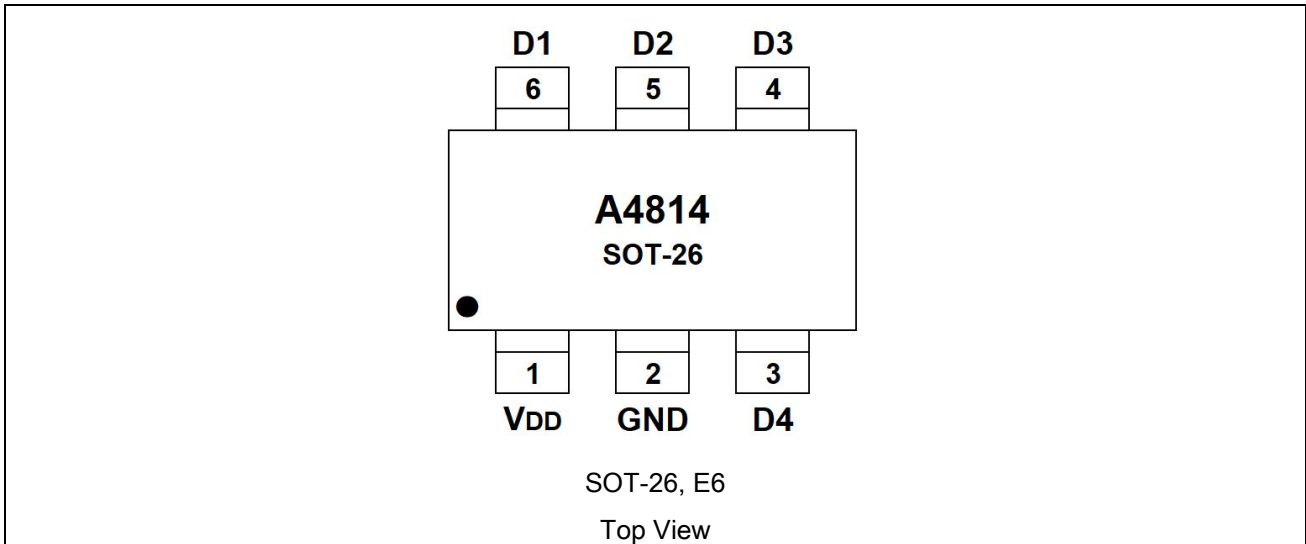 D1 D2 D3
6 5 4
A4814
SOT-26
1 2 3
VDD GND D4
SOT-26, E6
Top View